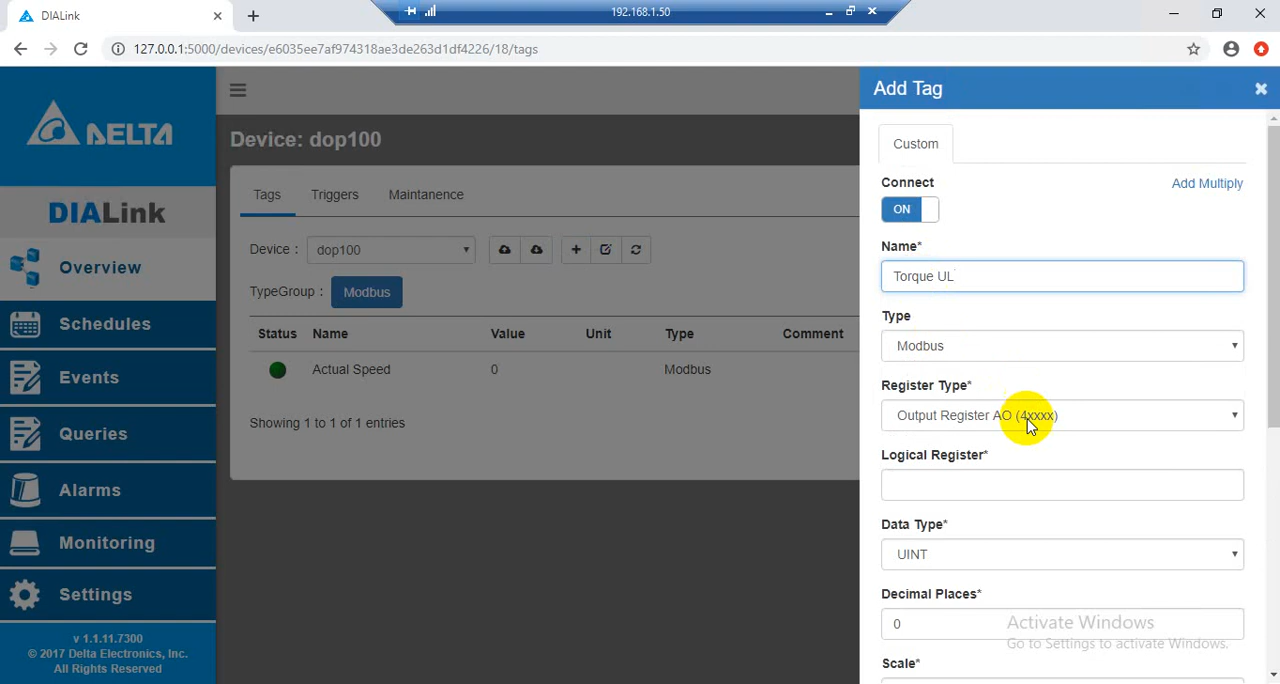 DIALink
192.168.1.50
127.0.0.1:5000/devices/e6035ee7af974318ae3de263d1df4226/18/tags
DELTA
DIALink
Overview
Schedules
Events
Queries
Alarms
Monitoring
Settings
v 1.1.11.7300
© 2017 Delta Electronics, Inc.
All Rights Reserved
Device: dop100
Tags Triggers Maintanence
Device : dop100
TypeGroup : Modbus
Status Name Value Unit Type Comment
Actual Speed 0 Modbus
Showing 1 to 1 of 1 entries
Add Tag
Custom
Connect Add Multiply
ON
Name*
Torque UL
Type
Modbus
Register Type*
Output Register AO (4xxxx)
Logical Register*
Data Type*
UINT
Decimal Places*
0
Activate Windows
Go to Settings to activate Windows.
Scale*